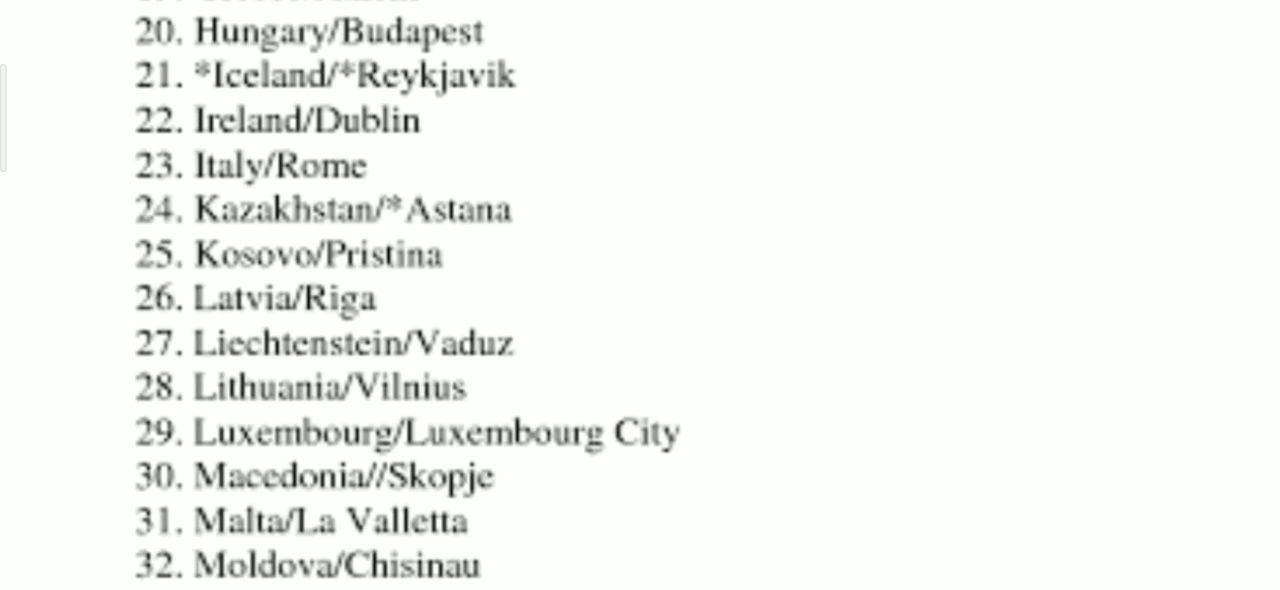 20. Hungary/Budapest
21. *Iceland/*Reykjavik
22. Ireland/Dublin
23. Italy/Rome
24. Kazakhstan/*Astana
25. Kosovo/Pristina
26. Latvia/Riga
27. Liechtenstein/Vaduz
28. Lithuania/Vilnius
29. Luxembourg/Luxembourg City
30. Macedonia//Skopje
31. Malta/La Valletta
32. Moldova/Chisinau